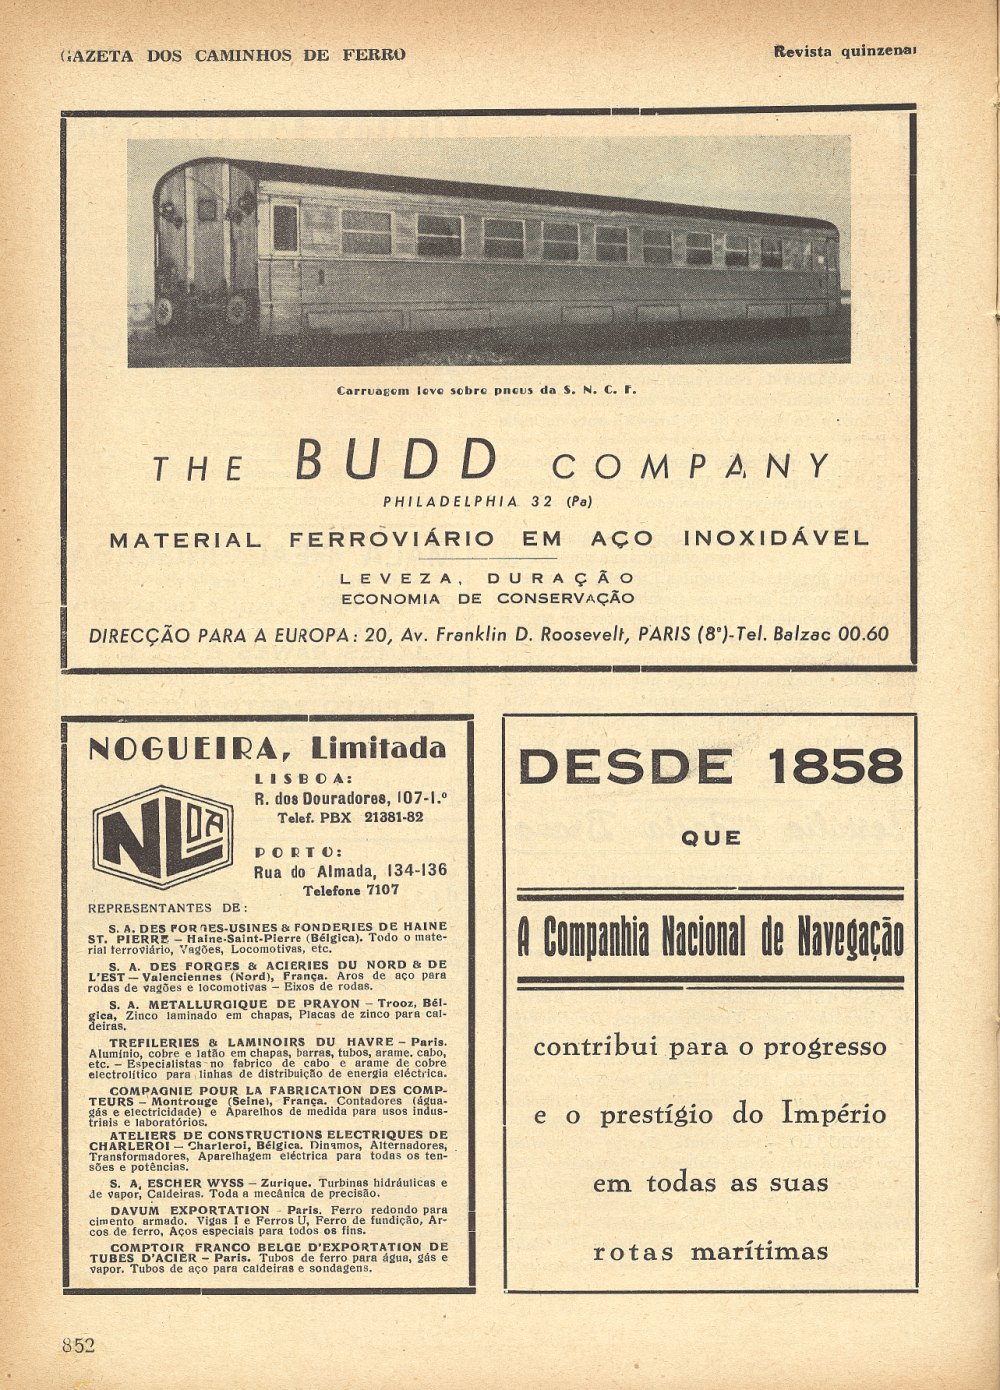 GAZETA DOS CAMINHOS DE FERRO
Revista quinzenal
Carruagem leve sobre pneus da S. N. C. F.
THE BUDD COMPANY
PHILADELPHIA 32 (Pa)
MATERIAL FERROVIÁRIO EM AÇO INOXIDÁVEL
LEVEZA, DURAÇÃO
ECONOMIA DE CONSERVAÇÃO
DIRECÇÃO PARA A EUROPA: 20, Av. Franklin D. Roosevelt, PARIS (8º)-Tel. Balzac 00.60
NOGUEIRA, Limitada
NLDA
LISBOA:
R. dos Douradores, 107-1.º
Telef. PBX 21381-82
PORTO:
Rua do Almada, 134-136
Telefone 7107
REPRESENTANTES DE:
S. A. DES FORGES-USINES & FONDERIES DE HAINE
ST. PIERRE — Haine-Saint-Pierre (Bélgica). Todo o mate-
rial ferroviário, Vagões, Locomotivas, etc.
S. A. DES FORGES & ACIERIES DU NORD & DE
L'EST — Valenciennes (Nord), França. Aros de aço para
rodas de vagões e locomotivas — Eixos de rodas.
S. A. METALLURGIQUE DE PRAYON — Trooz, Bél-
gica, Zinco laminado em chapas, Placas de zinco para cal-
deiras.
TREFILERIES & LAMINOIRS DU HAVRE — Paris.
Alumínio, cobre e latão em chapas, barras, tubos, arame. cabo,
etc. — Especialistas no fabrico de cabo e arame de cobre
electrolítico para linhas de distribuição de energia eléctrica.
COMPAGNIE POUR LA FABRICATION DES COMP-
TEURS — Montrouge (Seine), França. Contadores (água-
gás e electricidade) e Aparelhos de medida para usos indus-
triais e laboratórios.
ATELIERS DE CONSTRUCTIONS ELECTRIQUES DE
CHARLEROI — Charleroi, Bélgica. Dínamos, Alternadores,
Transformadores, Aparelhagem eléctrica para todas os ten-
sões e potências.
S. A, ESCHER WYSS — Zurique. Turbinas hidráulicas e
de vapor, Caldeiras. Toda a mecânica de precisão.
DAVUM EXPORTATION - Paris. Ferro redondo para
cimento armado. Vigas I e Ferros U, Ferro de fundição, Ar-
cos de ferro, Aços especiais para todos os fins.
COMPTOIR FRANCO BELGE D'EXPORTATION DE
TUBES D'ACIER — Paris. Tubos de ferro para água, gás e
vapor. Tubos de aço para caldeiras e sondagens.
DESDE 1858
QUE
A Companhia Nacional de Navegação
contribui para o progresso
e o prestígio do Império
em todas as suas
rotas marítimas
852